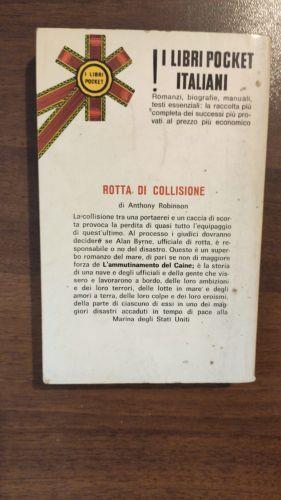 I LIBRI
POCKET
! I LIBRI POCKET
ITALIANI
Romanzi, biografie, manuali,
testi essenziali: la raccolta più
completa dei successi più pro-
vati al prezzo più economico
ROTTA DI COLLISIONE
di Anthony Robinson
La collisione tra una portaerei e un caccia di scor-
ta provoca la perdita di quasi tutto l'equipaggio
di quest'ultimo. Al processo i giudici dovranno
decidere se Alan Byrne, ufficiale di rotta, è re-
sponsabile o no del disastro. Questo è un super-
bo romanzo del mare, di pari se non di maggiore
forza de L'ammutinamento del Caine; è la storia
di una nave e degli ufficiali e della gente che vis-
sero e lavorarono a bordo, delle loro ambizioni
e dei loro terrori, delle lotte in mare e degli
amori a terra, delle loro colpe e dei loro eroismi,
della parte di ciascuno di essi in uno dei mag-
giori disastri accaduti in tempo di pace alla
Marina degli Stati Uniti